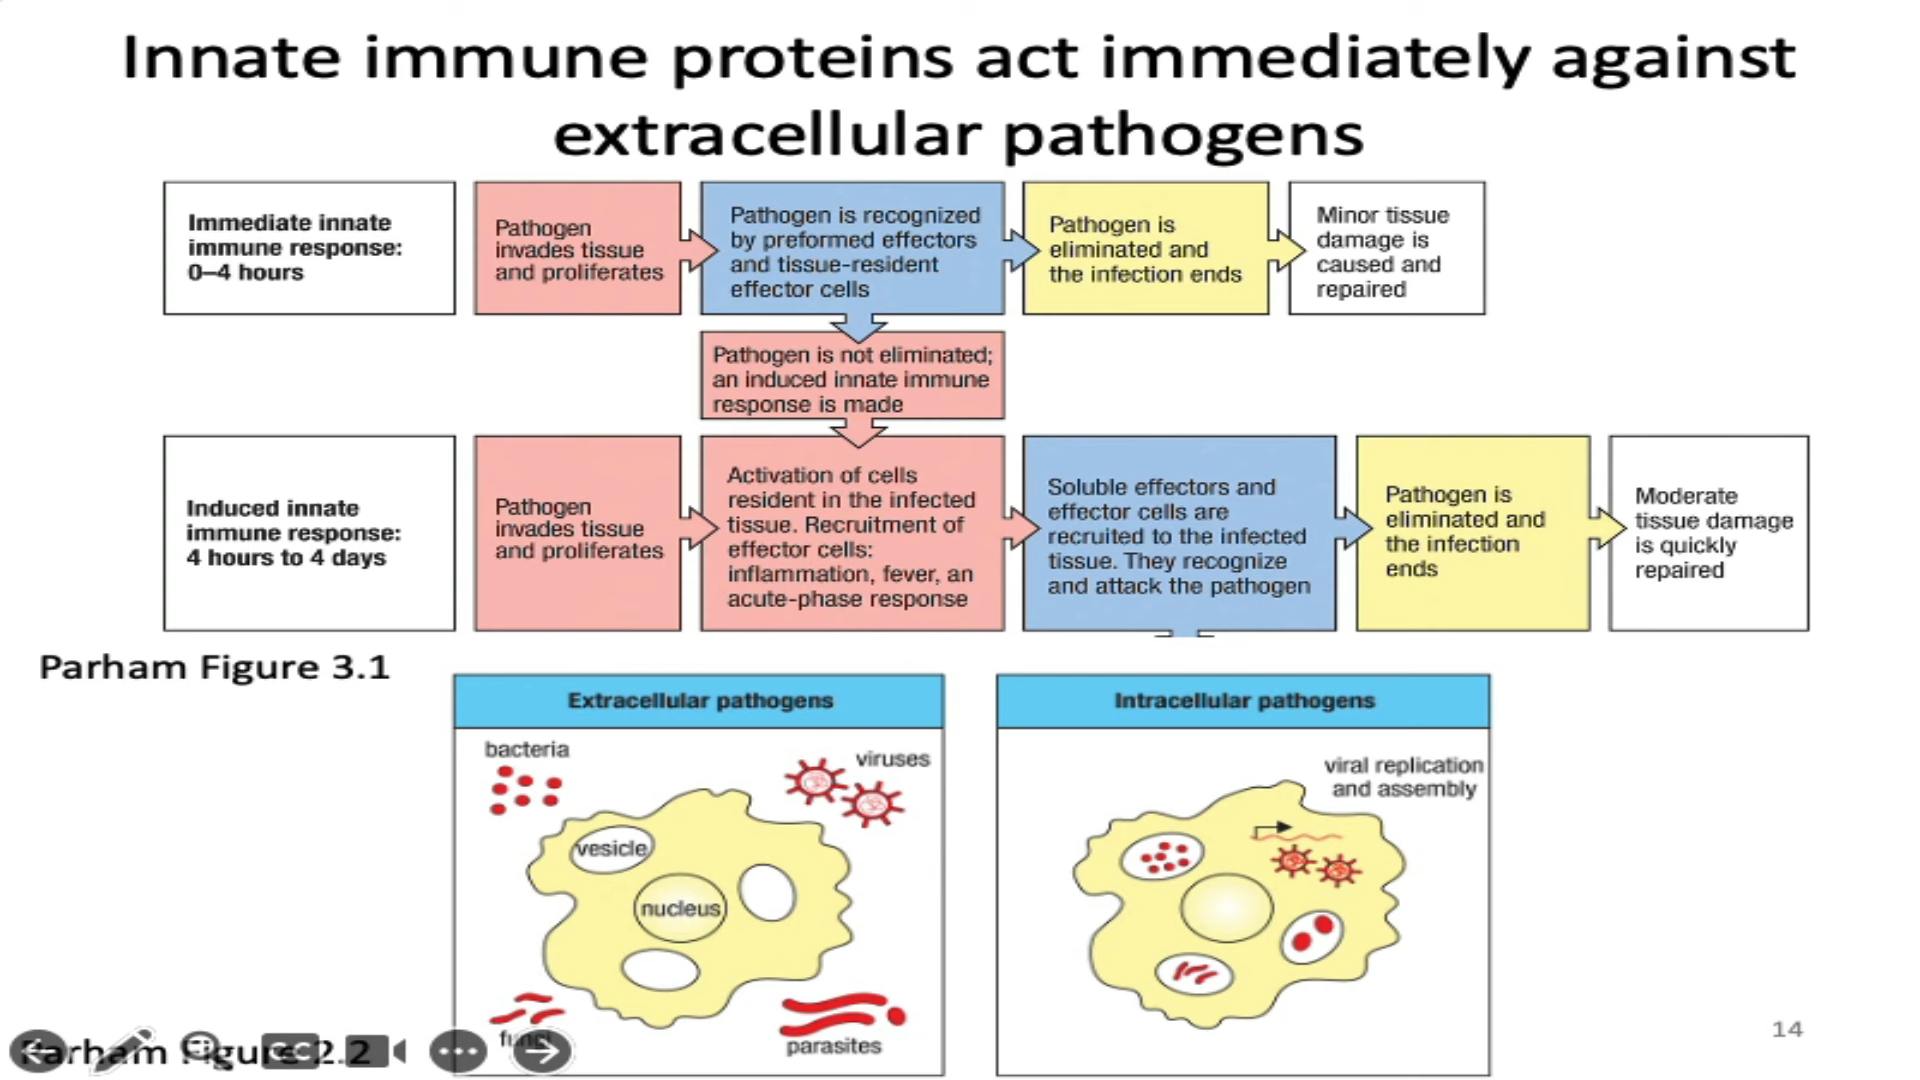 Innate immune proteins act immediately against
extracellular pathogens
Immediate innate
immune response:
0–4 hours
Pathogen
invades tissue
and proliferates
Pathogen is recognized
by preformed effectors
and tissue-resident
effector cells
Pathogen is
eliminated and
the infection ends
Minor tissue
damage is
caused and
repaired
Pathogen is not eliminated;
an induced innate immune
response is made
Induced innate
immune response:
4 hours to 4 days
Pathogen
invades tissue
and proliferates
Activation of cells
resident in the infected
tissue. Recruitment of
effector cells:
inflammation, fever, an
acute-phase response
Soluble effectors and
effector cells are
recruited to the infected
tissue. They recognize
and attack the pathogen
Pathogen is
eliminated and
the infection
ends
Moderate
tissue damage
is quickly
repaired
Parham Figure 3.1
Extracellular pathogens
bacteria
viruses
vesicle
nucleus
fungi
parasites
Intracellular pathogens
viral replication
and assembly
Parham Figure 2.2
CC
14